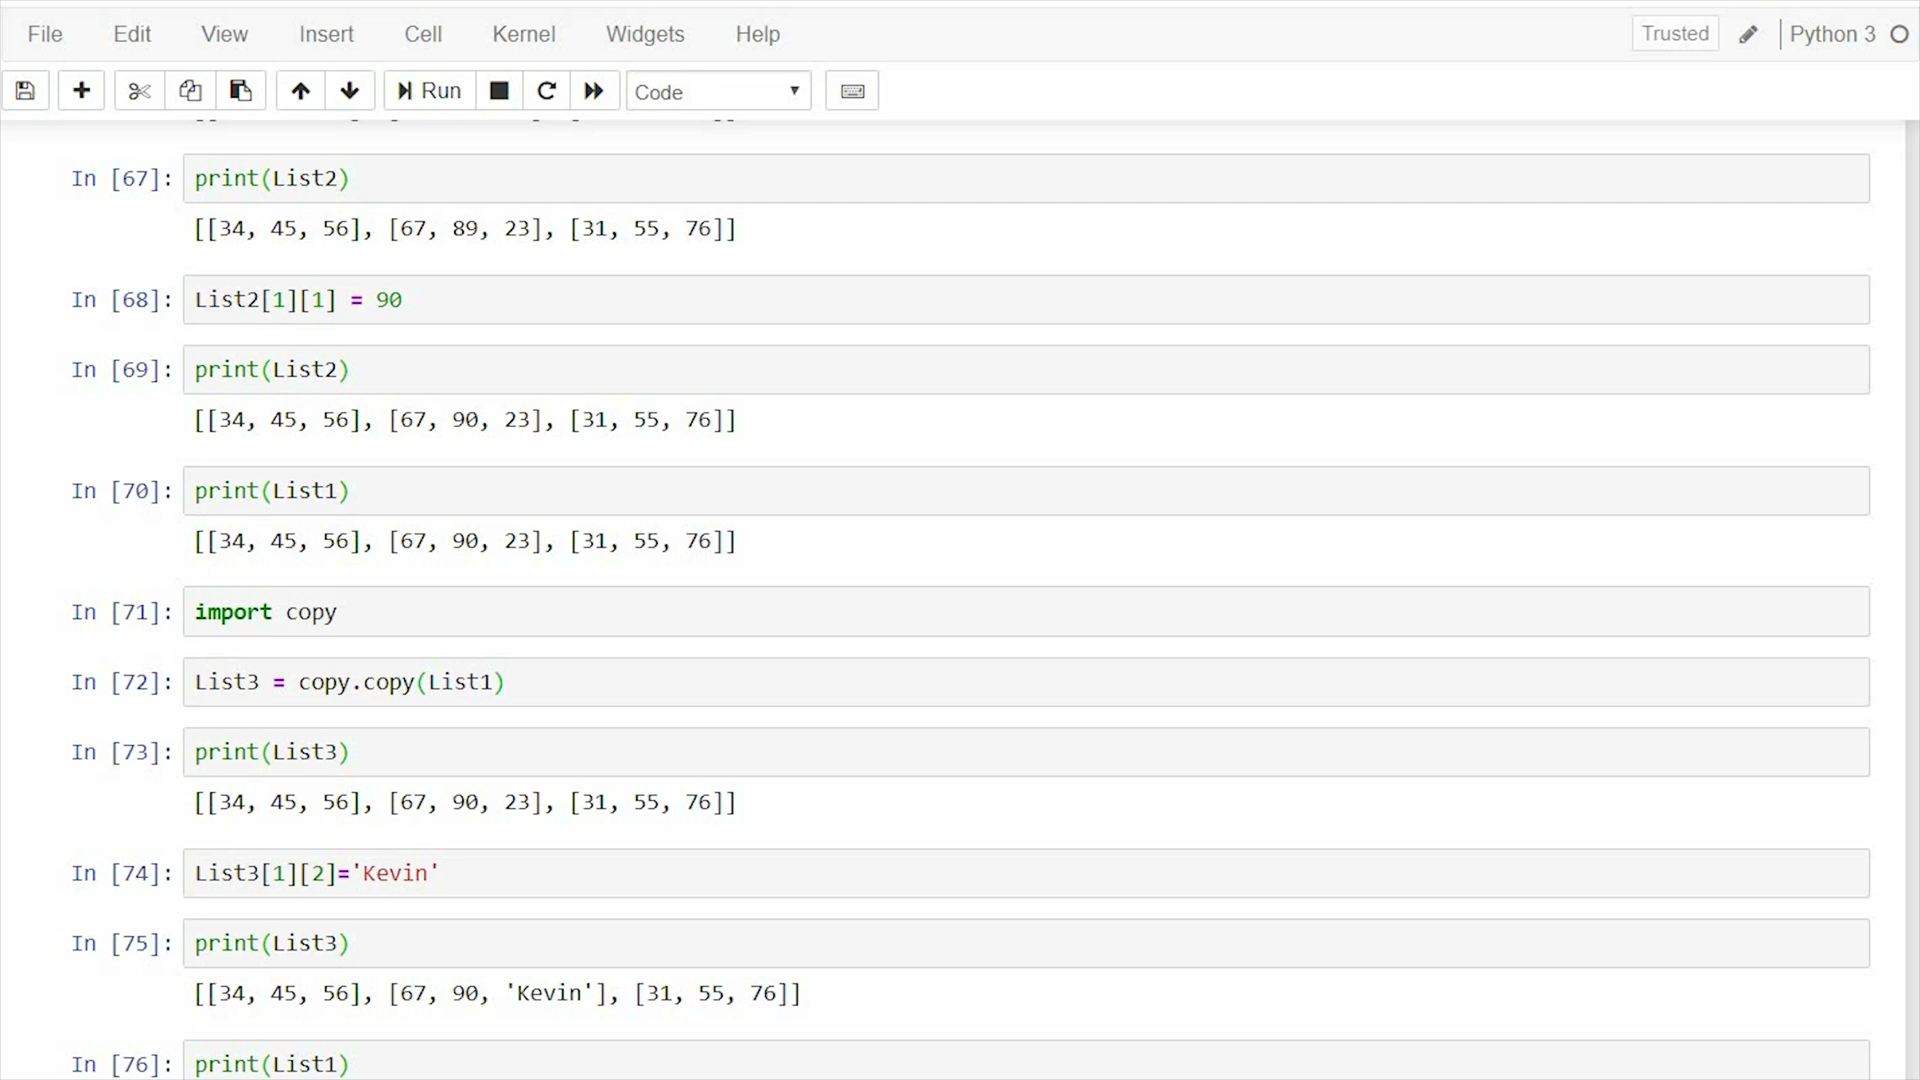 File Edit View Insert Cell Kernel Widgets Help Trusted Python 3
Run Code
In [67]: print(List2)
[[34, 45, 56], [67, 89, 23], [31, 55, 76]]
In [68]: List2[1][1] = 90
In [69]: print(List2)
[[34, 45, 56], [67, 90, 23], [31, 55, 76]]
In [70]: print(List1)
[[34, 45, 56], [67, 90, 23], [31, 55, 76]]
In [71]: import copy
In [72]: List3 = copy.copy(List1)
In [73]: print(List3)
[[34, 45, 56], [67, 90, 23], [31, 55, 76]]
In [74]: List3[1][2]='Kevin'
In [75]: print(List3)
[[34, 45, 56], [67, 90, 'Kevin'], [31, 55, 76]]
In [76]: print(List1)